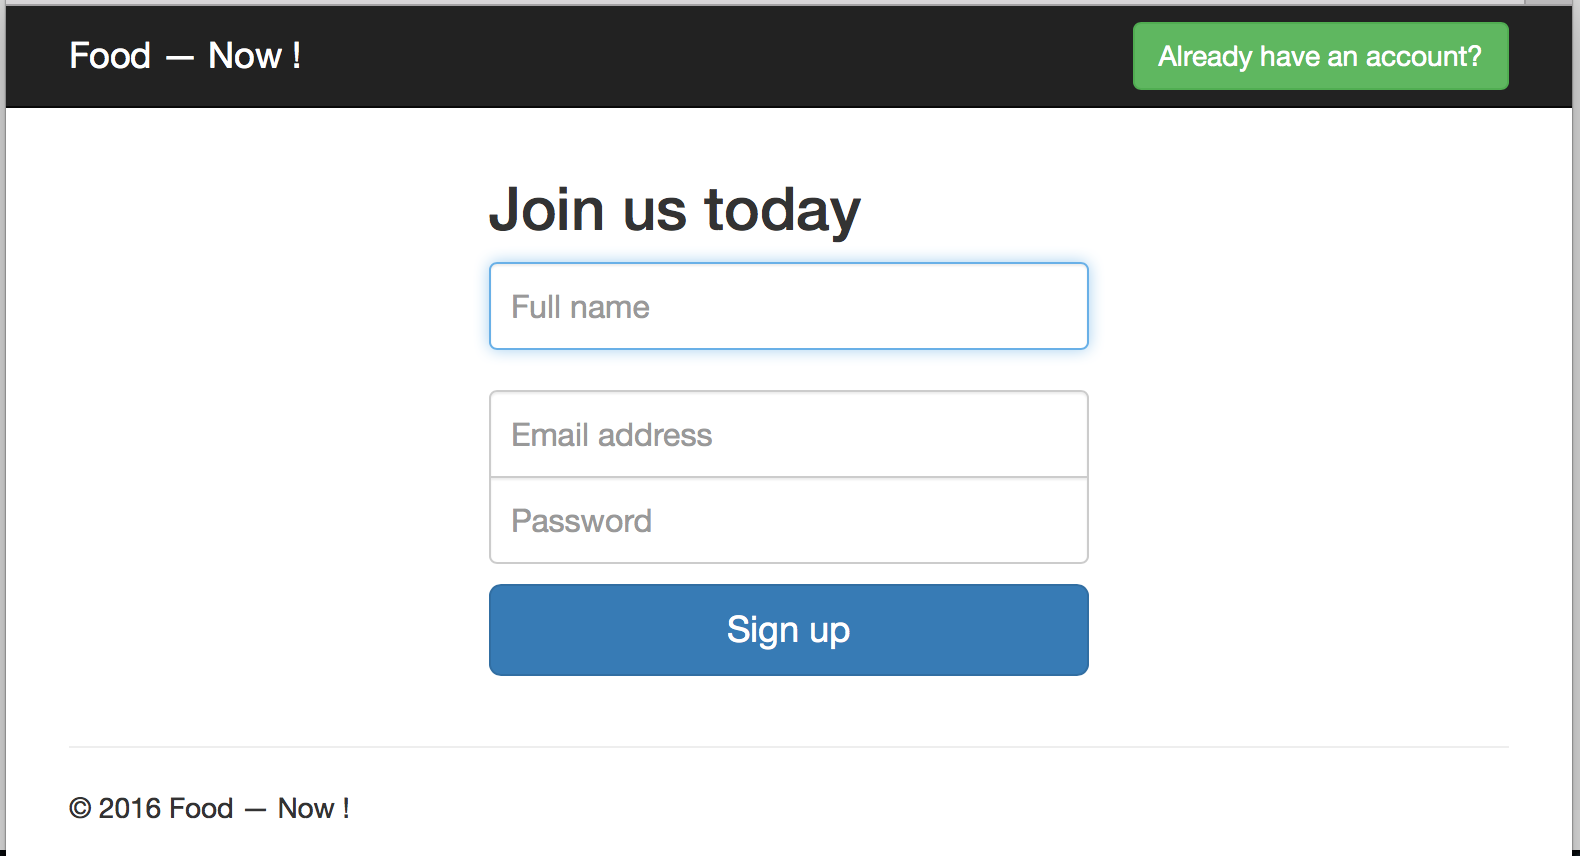 Food — Now !
Already have an account?
Join us today
Full name
Email address
Password
Sign up
© 2016 Food — Now !